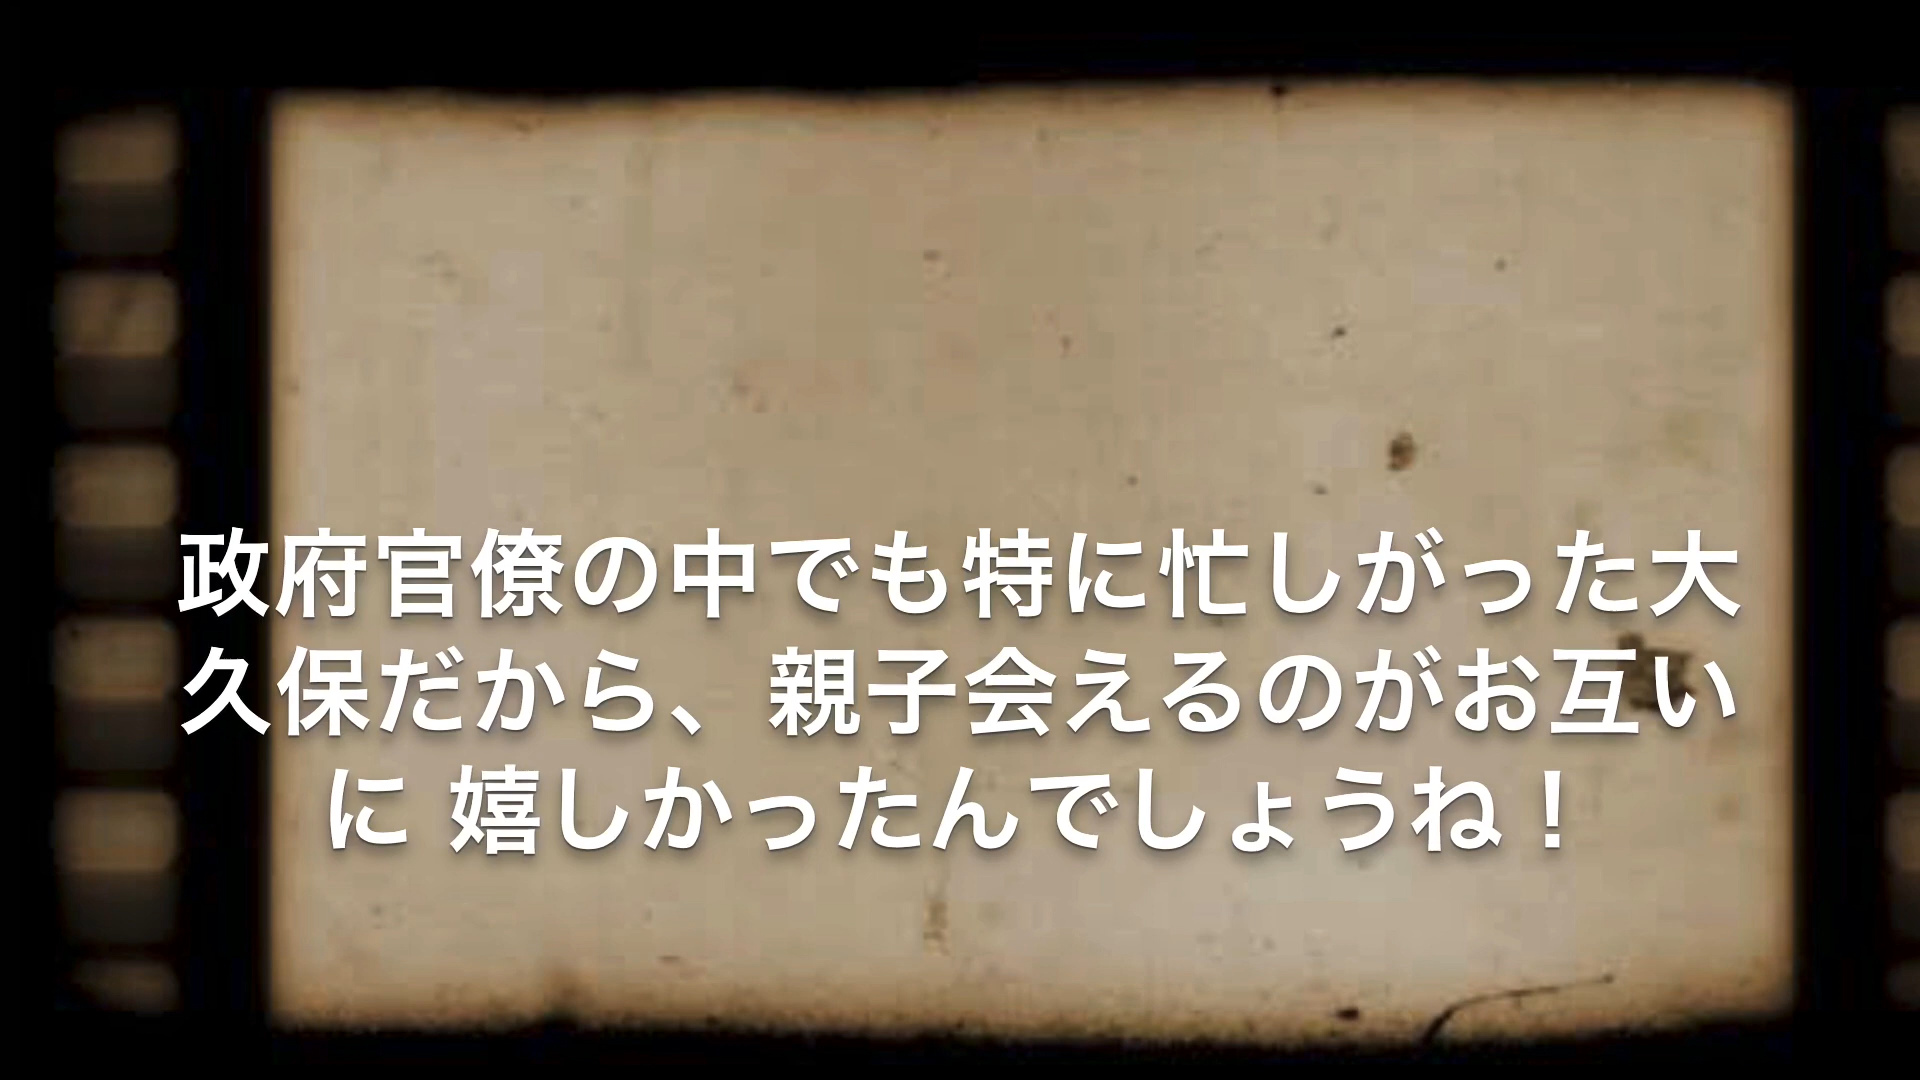 政府官僚の中でも特に忙しがった大
久保だから、親子会えるのがお互い
に 嬉しかったんでしょうね！